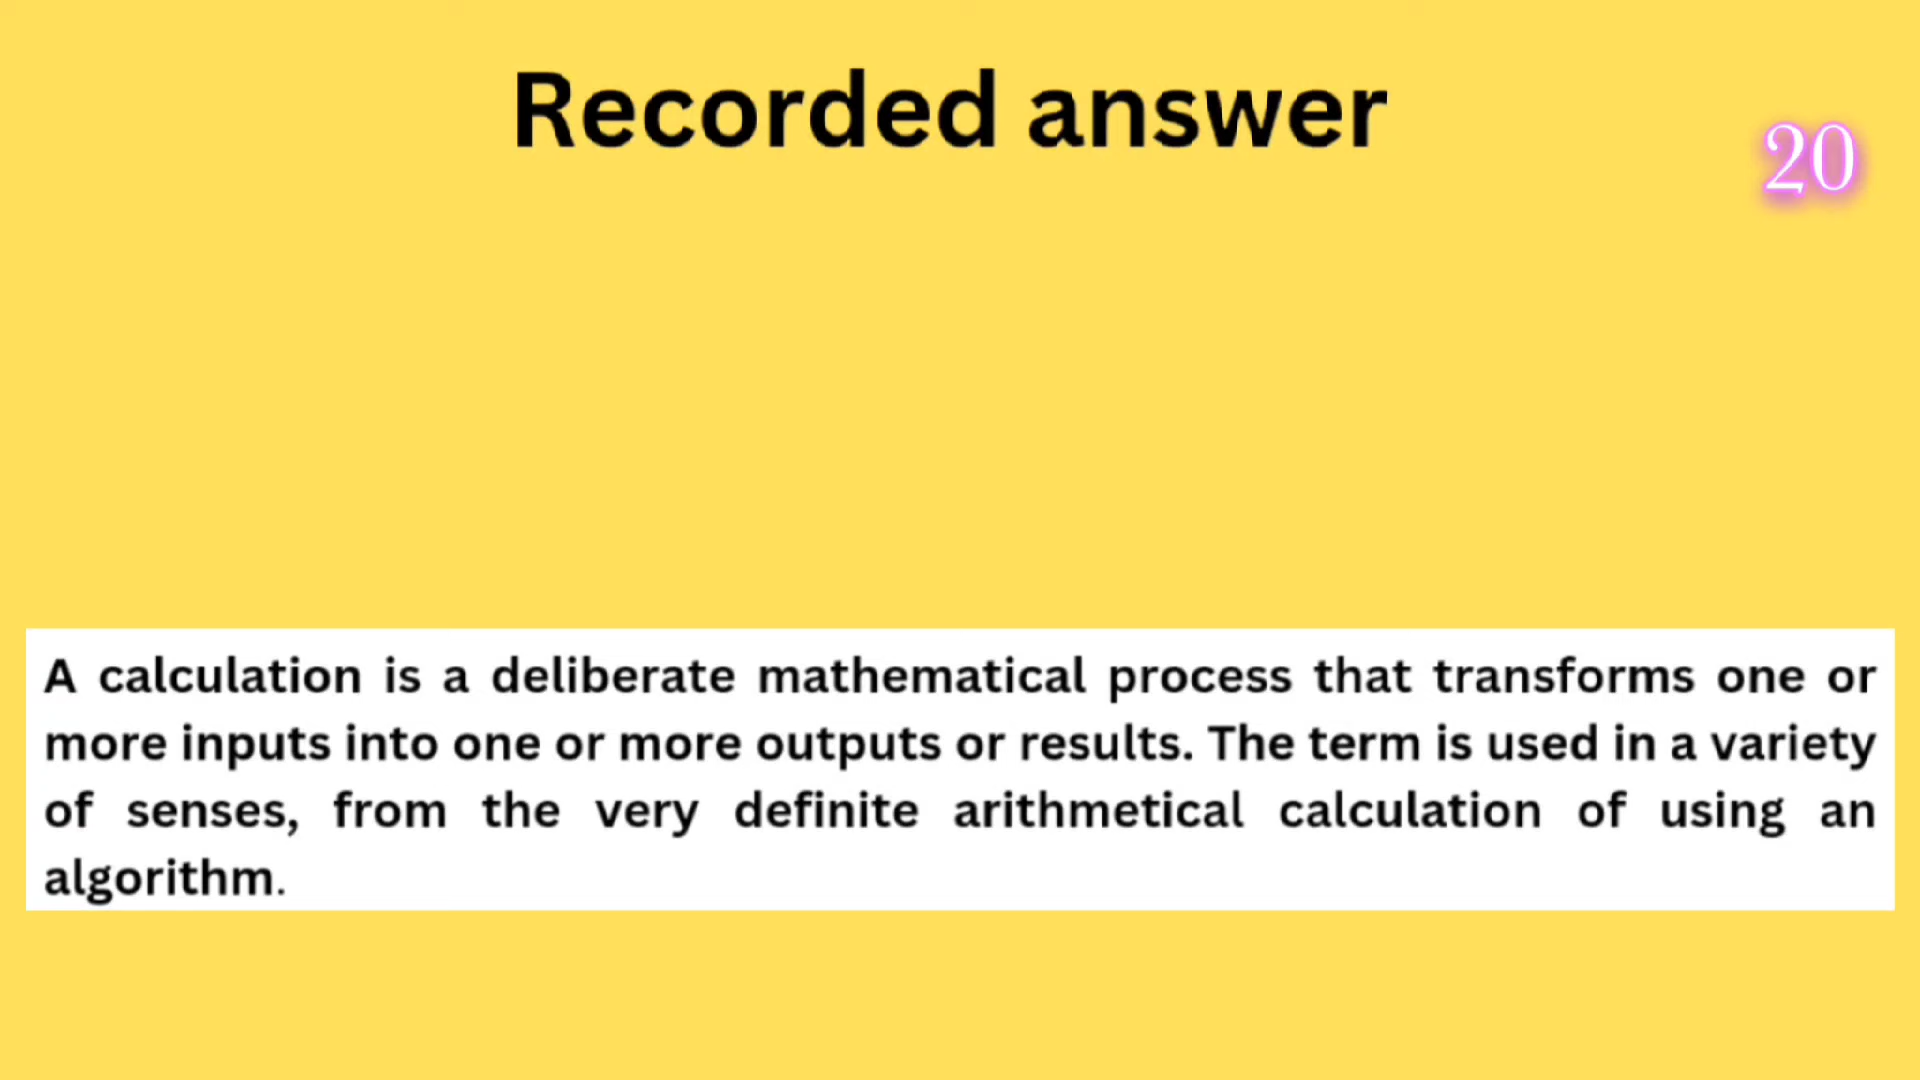 Recorded answer
20
A calculation is a deliberate mathematical process that transforms one or
more inputs into one or more outputs or results. The term is used in a variety
of senses, from the very definite arithmetical calculation of using an
algorithm.